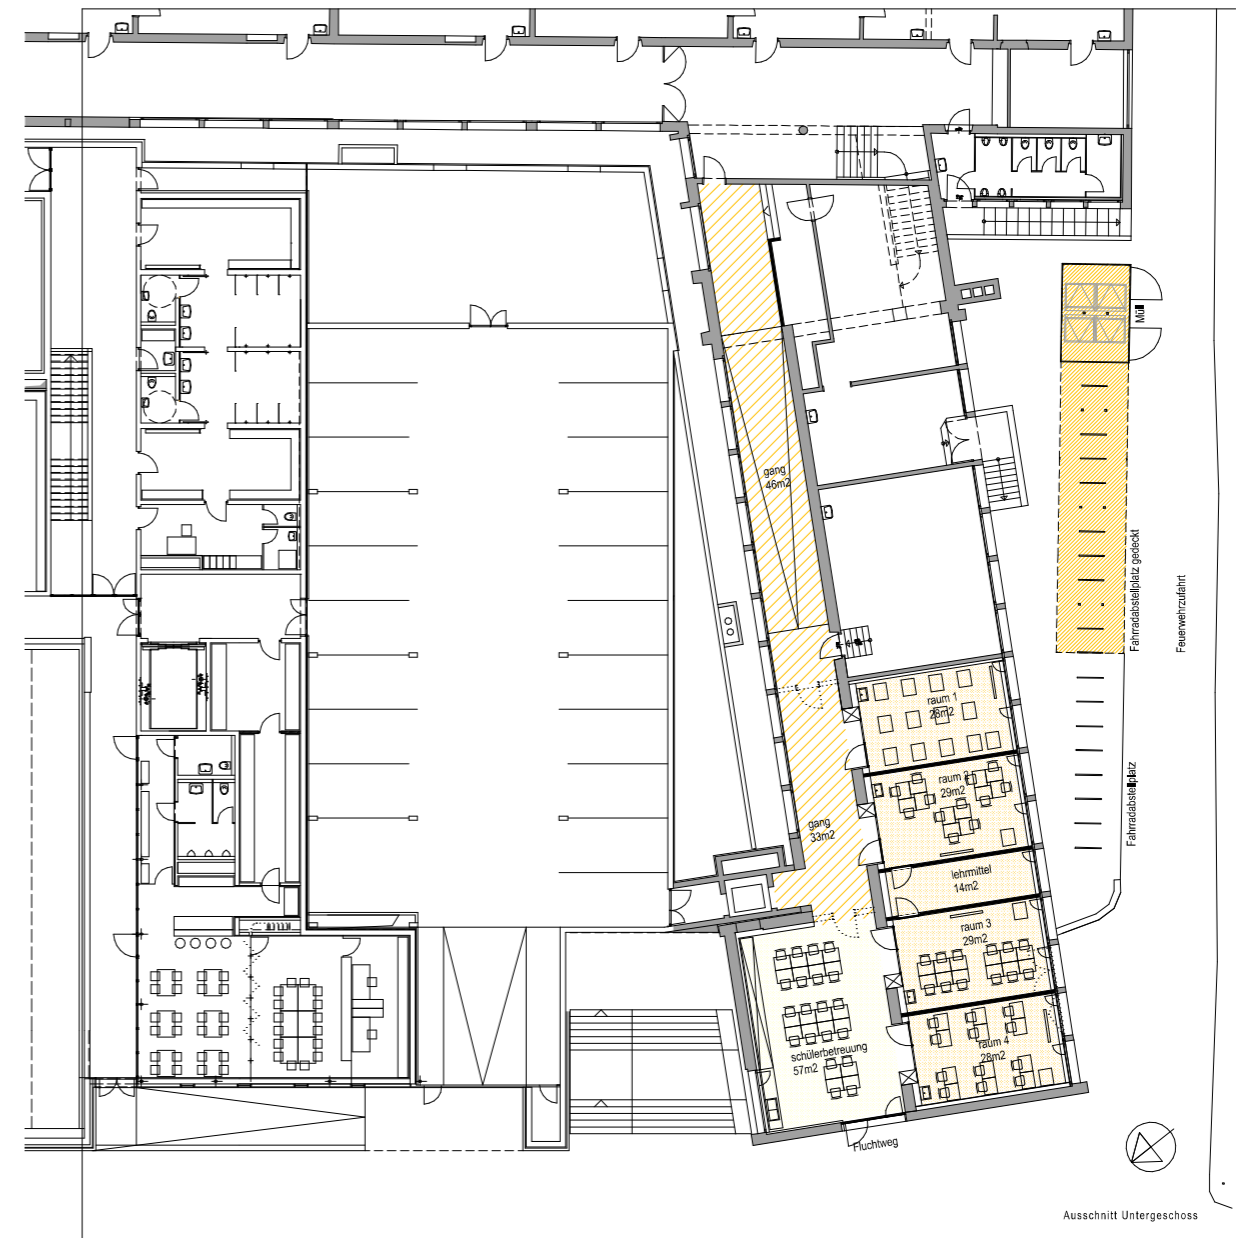 Müll
gang
46m2
Fahrradabstellplatz gedeckt
Feuerwehrzufahrt
raum 1
28m2
raum 2
29m2
Fahrradabstellplatz
gang
33m2
lehrmittel
14m2
raum 3
29m2
raum 4
28m2
schülerbetreuung
57m2
Fluchtweg
Ausschnitt Untergeschoss